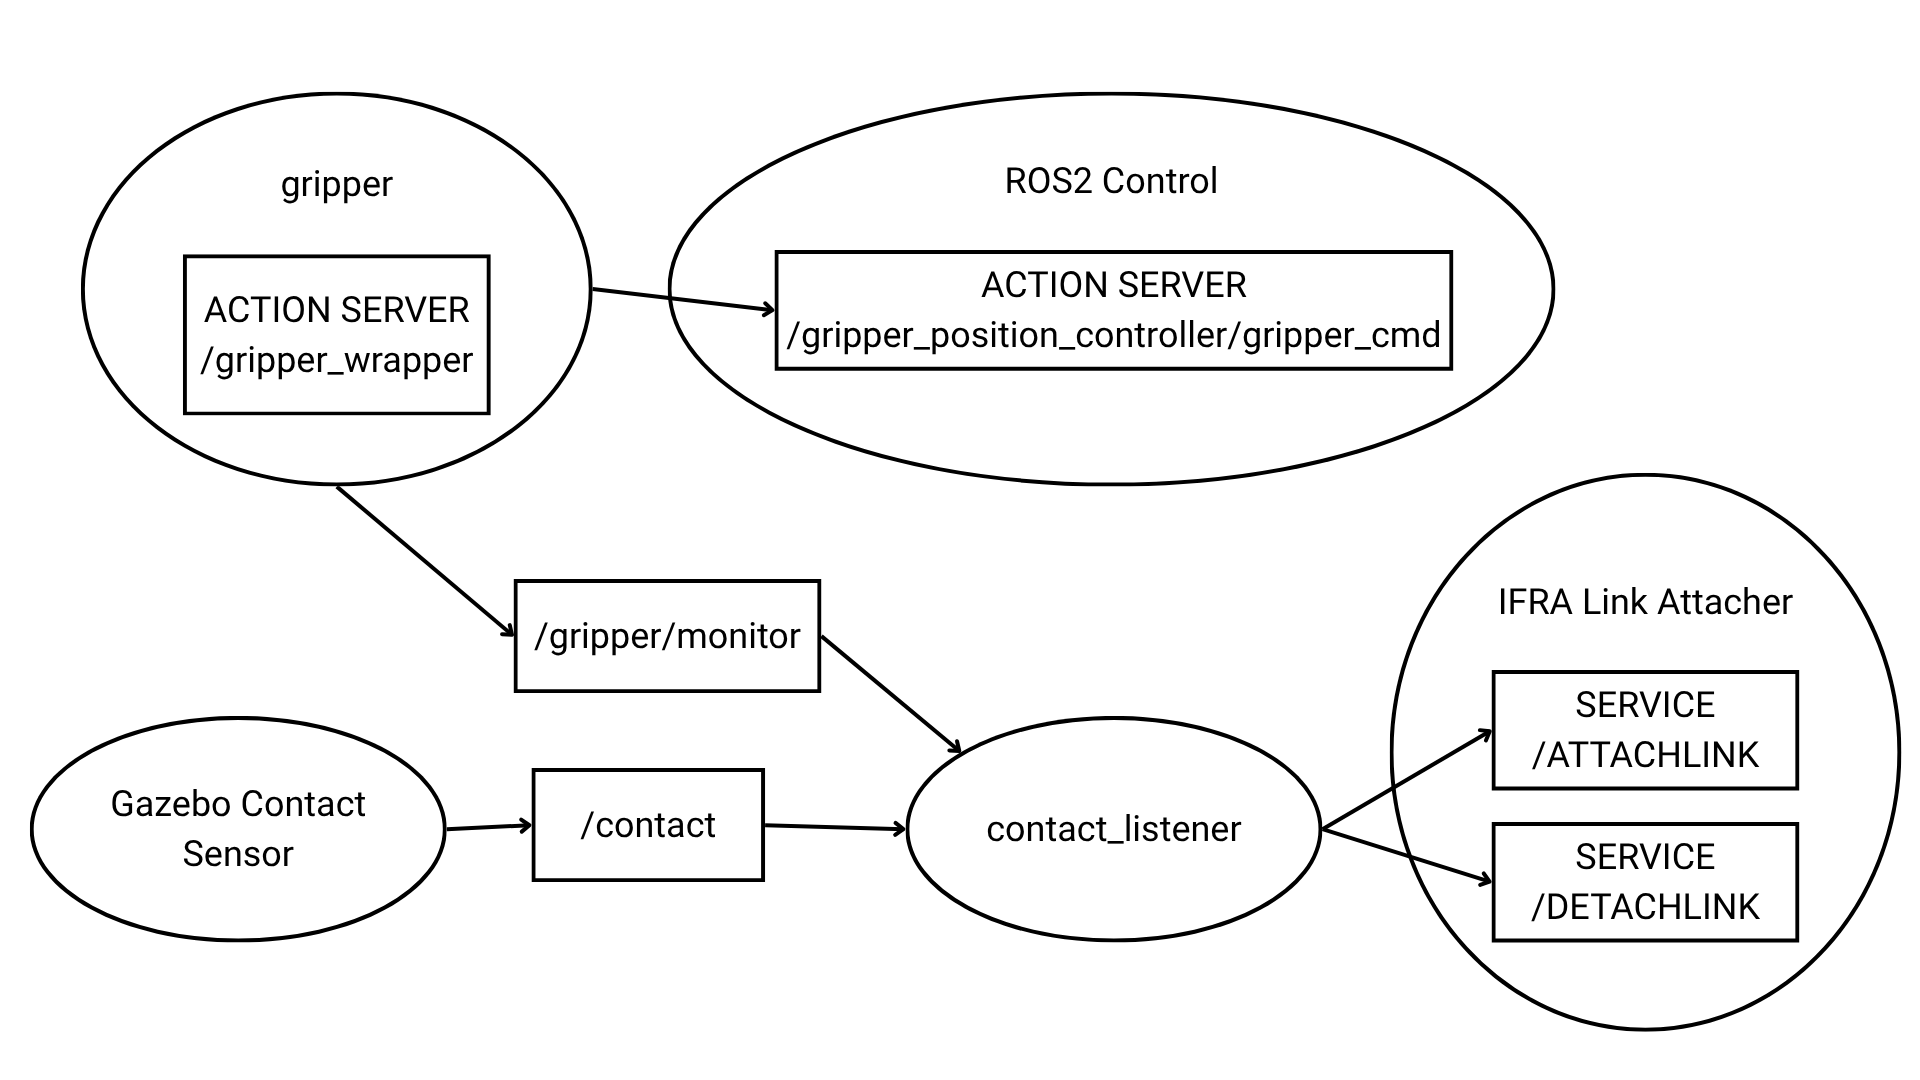 gripper
ACTION SERVER
/gripper_wrapper
ROS2 Control
ACTION SERVER
/gripper_position_controller/gripper_cmd
/gripper/monitor
Gazebo Contact
Sensor
/contact
contact_listener
IFRA Link Attacher
SERVICE
/ATTACHLINK
SERVICE
/DETACHLINK